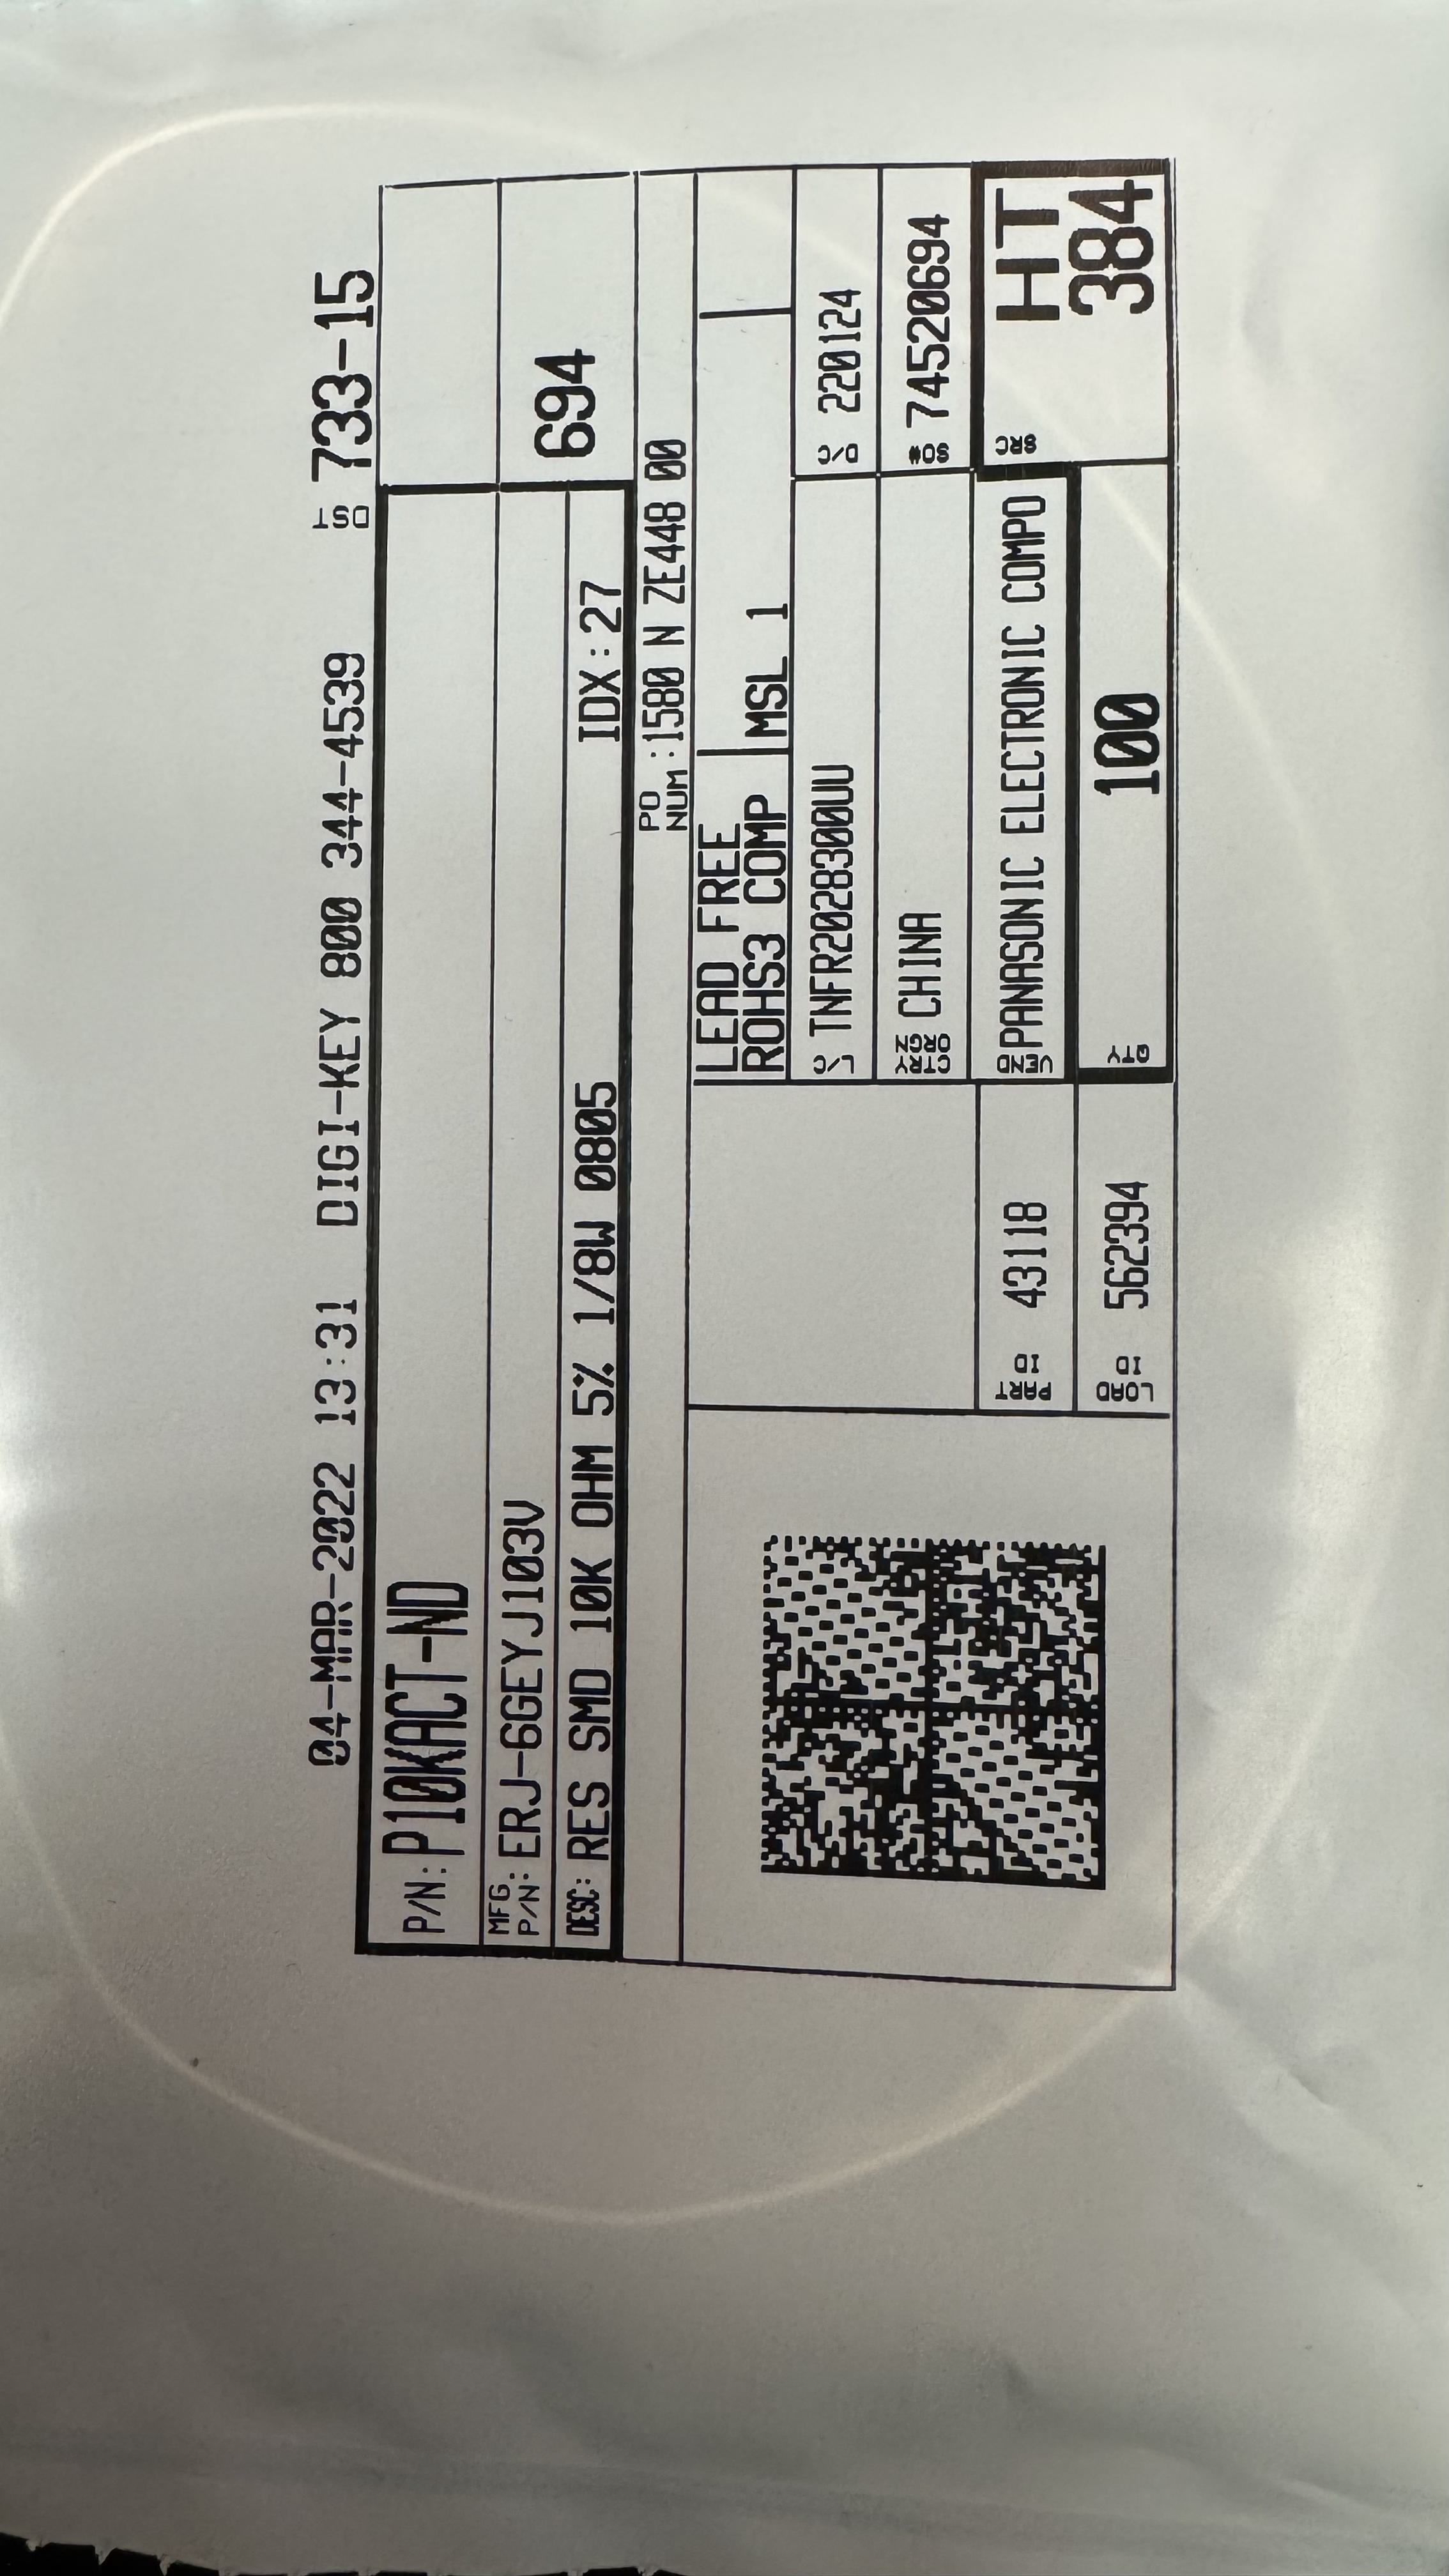 04-MAR-2022 13:31 DIGI-KEY 800 344-4539 DST 733-15
P/N: P10KACT-ND
MFG P/N: ERJ-6GEYJ103V 694
DESC: RES SMD 10K OHM 5% 1/8W 0805 IDX:27
PO NUM:1580 N ZE448 00
LEAD FREE
ROHS3 COMP MSL 1
L/C TNFR2028300UU D/C 220124
CTRY ORGN CHINA SO# 74520694
PART ID 43118 VEND PANASONIC ELECTRONIC COMPO SRC HT
384
LOAD ID 562394 QTY 100